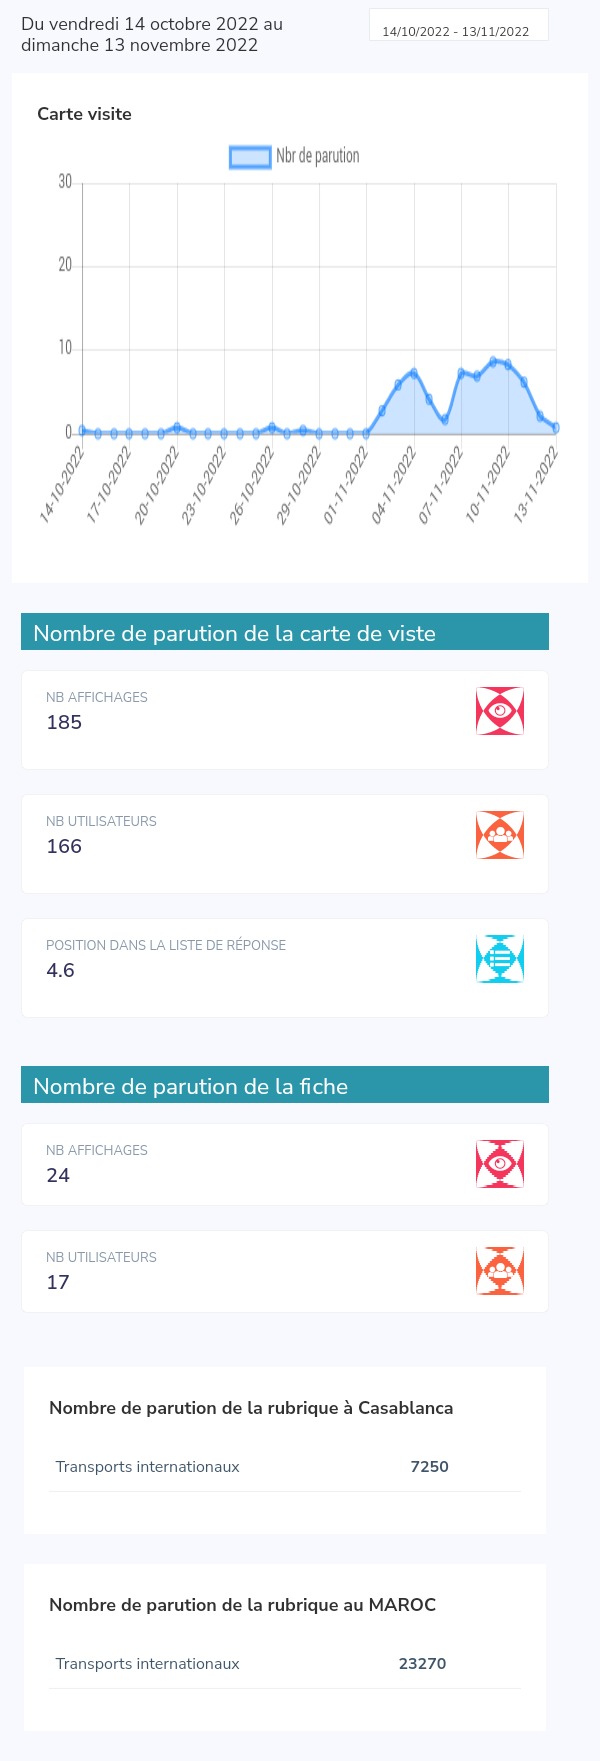 Du vendredi 14 octobre 2022 au
dimanche 13 novembre 2022
14/10/2022 - 13/11/2022
Carte visite
Nbr de parution
30
20
10
0
14-10-2022
17-10-2022
20-10-2022
23-10-2022
26-10-2022
29-10-2022
01-11-2022
04-11-2022
07-11-2022
10-11-2022
13-11-2022
Nombre de parution de la carte de viste
NB AFFICHAGES
185
NB UTILISATEURS
166
POSITION DANS LA LISTE DE RÉPONSE
4.6
Nombre de parution de la fiche
NB AFFICHAGES
24
NB UTILISATEURS
17
Nombre de parution de la rubrique à Casablanca
Transports internationaux 7250
Nombre de parution de la rubrique au MAROC
Transports internationaux 23270